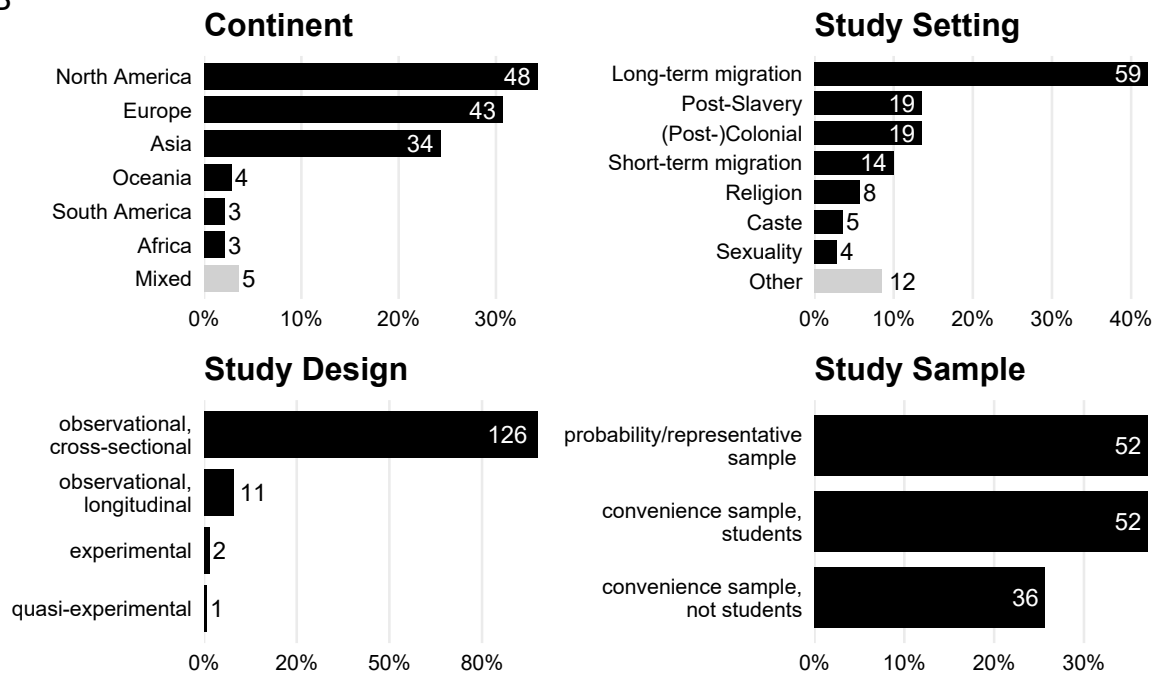 Continent
North America 48
Europe 43
Asia 34
Oceania 4
South America 3
Africa 3
Mixed 5
0% 10% 20% 30%
Study Setting
Long-term migration 59
Post-Slavery 19
(Post-)Colonial 19
Short-term migration 14
Religion 8
Caste 5
Sexuality 4
Other 12
0% 10% 20% 30% 40%
Study Design
observational,
cross-sectional 126
observational,
longitudinal 11
experimental 2
quasi-experimental 1
0% 20% 50% 80%
Study Sample
probability/representative
sample 52
convenience sample,
students 52
convenience sample,
not students 36
0% 10% 20% 30%